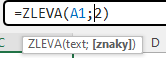 =ZLEVA(A1;2)
ZLEVA(text; [znaky])
C